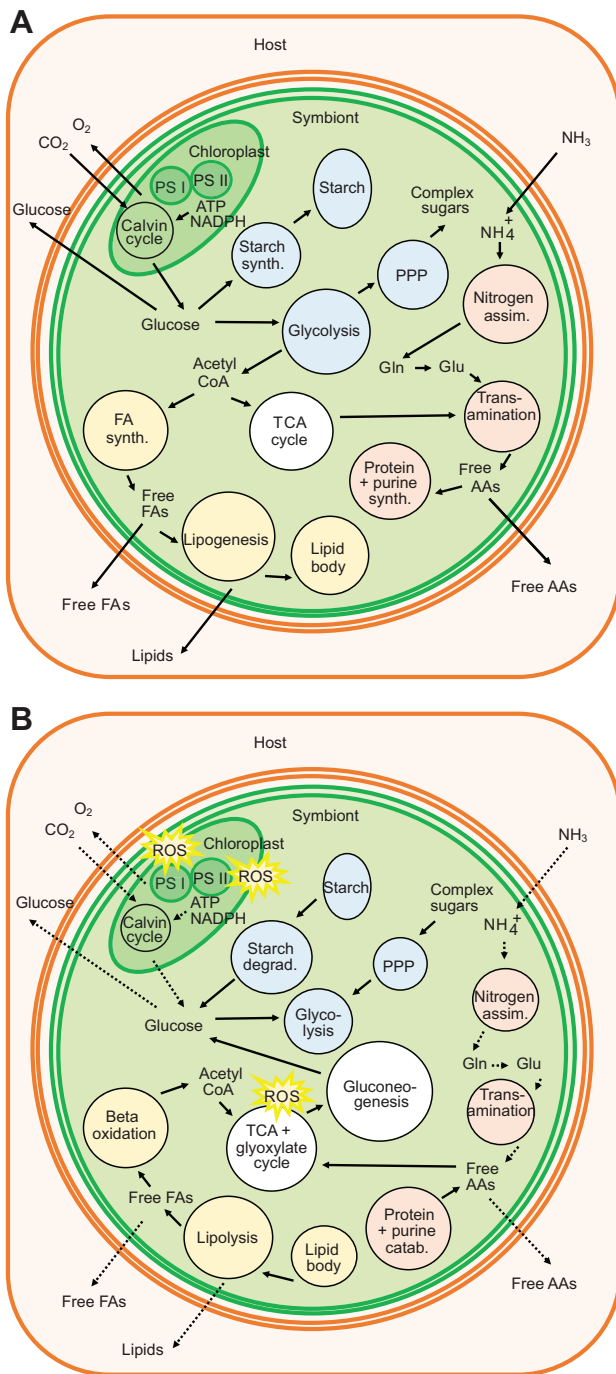 A
Host
O2
CO2
Symbiont
Chloroplast
NH3
PS I
PS II
Starch
Complex
sugars
Glucose
ATP
NADPH
NH4+
Calvin
cycle
Starch
synth.
PPP
Nitrogen
assim.
Glucose
Glycolysis
Acetyl
CoA
Gln
Glu
FA
synth.
TCA
cycle
Trans-
amination
Protein
+ purine
synth.
Free
AAs
Free
FAs
Lipogenesis
Lipid
body
Free FAs
Free AAs
Lipids
B
Host
O2
CO2
Symbiont
ROS
Chloroplast
NH3
PS I
PS II
ROS
Starch
Complex
sugars
Glucose
ATP
NADPH
NH4+
Calvin
cycle
Starch
degrad.
PPP
Nitrogen
assim.
Glucose
Glyco-
lysis
Gln
Glu
Acetyl
CoA
ROS
Gluconeo-
genesis
Trans-
amination
Beta
oxidation
TCA +
glyoxylate
cycle
Free
AAs
Free FAs
Protein
+ purine
catab.
Lipolysis
Lipid
body
Free FAs
Free AAs
Lipids